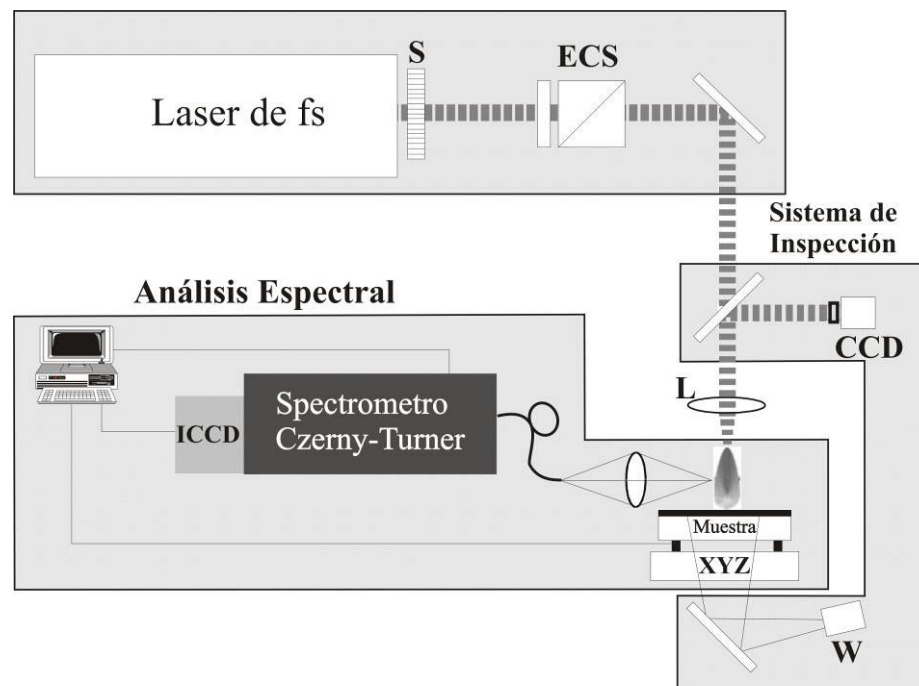 S
ECS
Laser de fs
Sistema de
Inspección
Análisis Espectral
CCD
L
ICCD
Spectrometro
Czerny-Turner
Muestra
XYZ
W